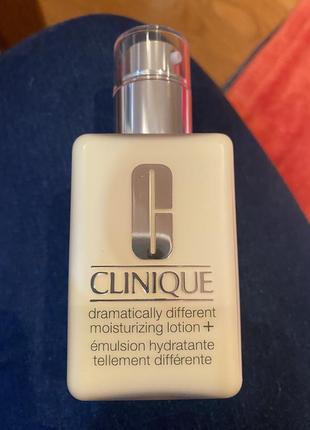 CLINIQUE
dramatically different
moisturizing lotion +
émulsion hydratante
tellement différente